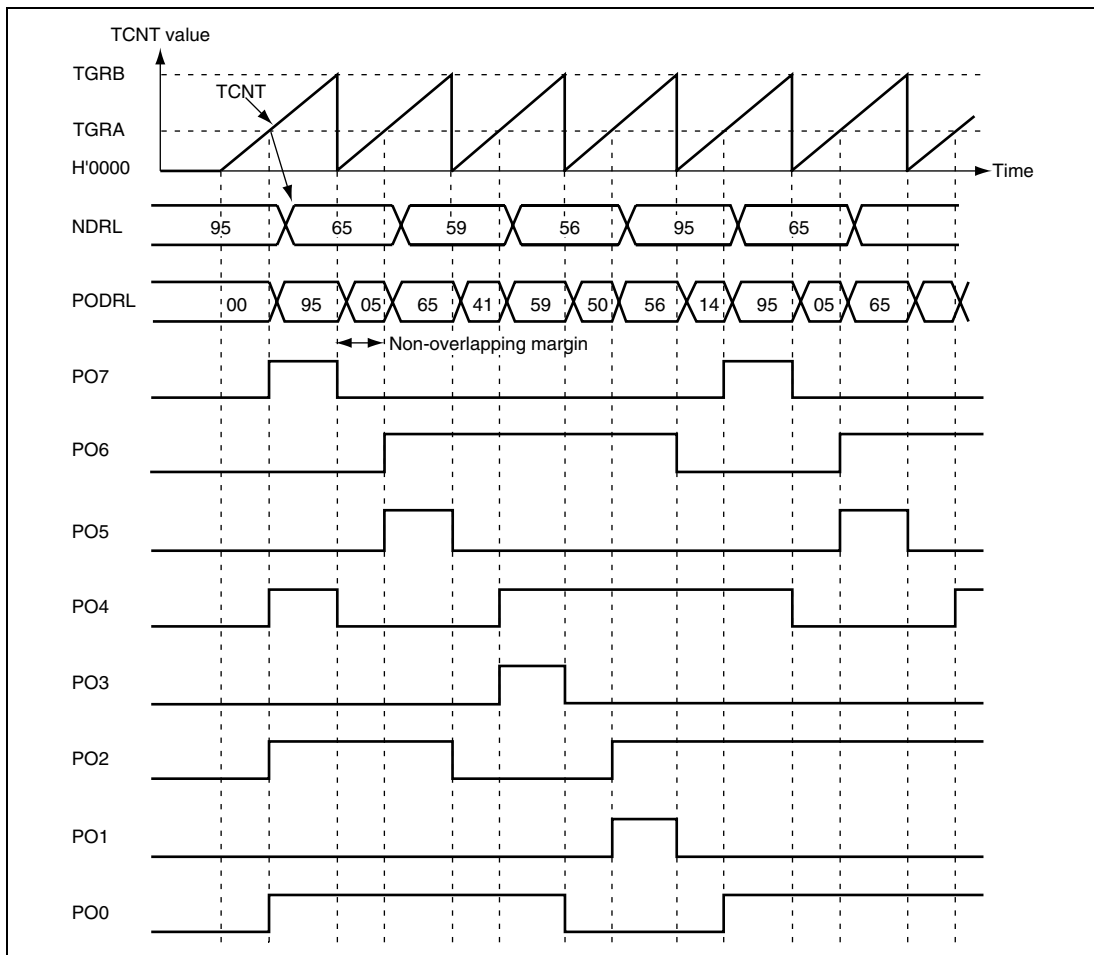 TCNT value
TGRB
TCNT
TGRA
H'0000
Time
NDRL 95 65 59 56 95 65
PODRL 00 95 05 65 41 59 50 56 14 95 05 65
Non-overlapping margin
PO7
PO6
PO5
PO4
PO3
PO2
PO1
PO0